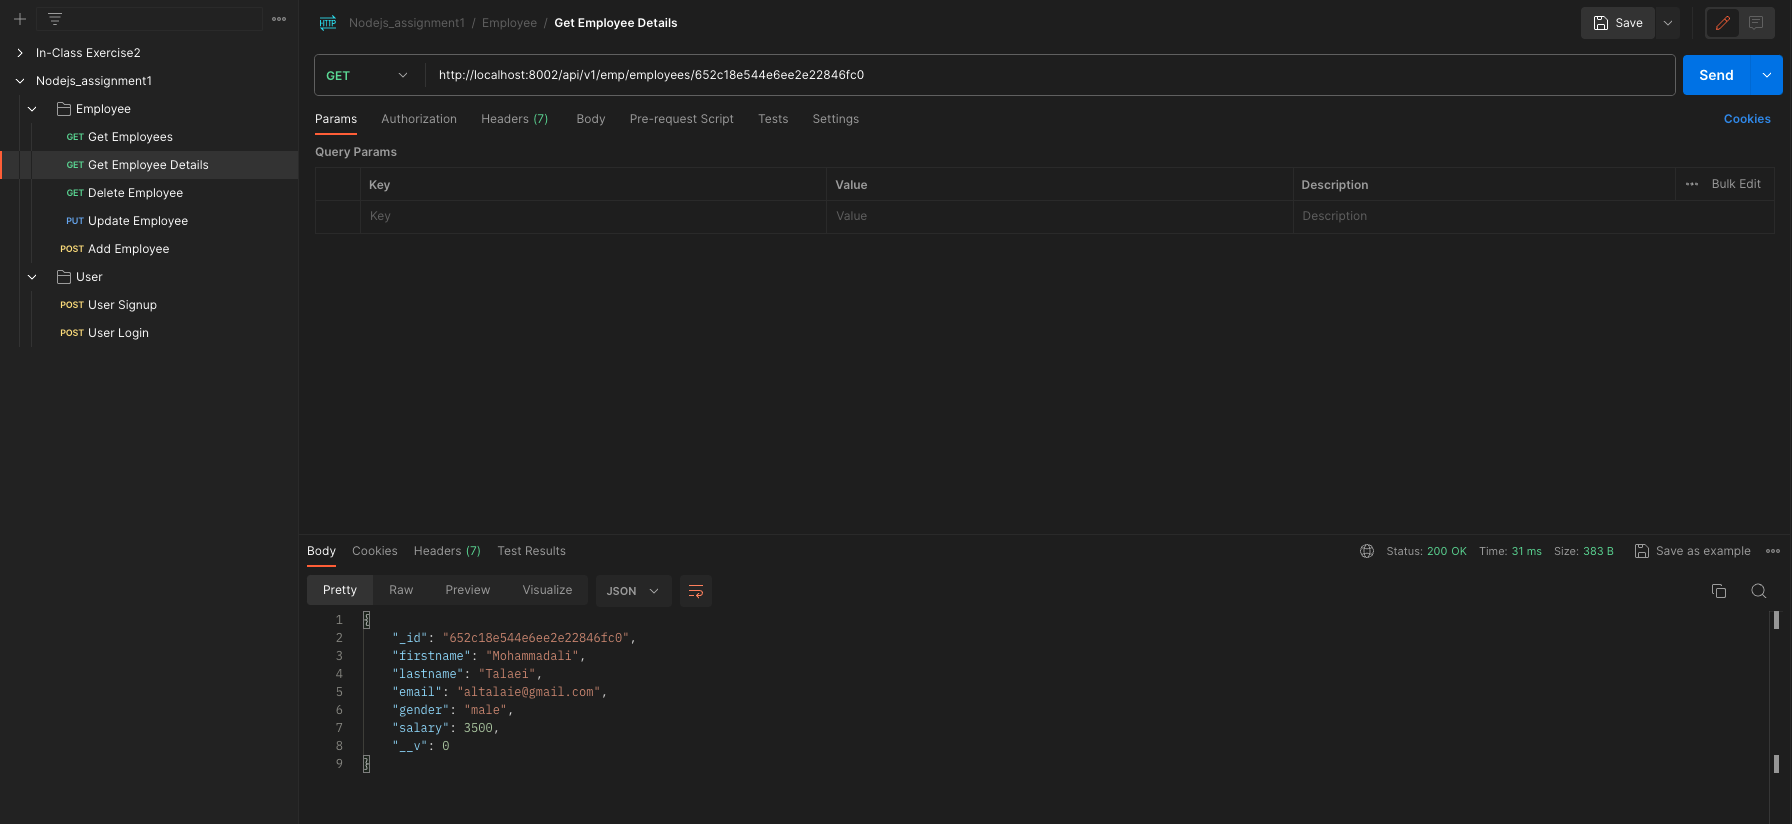 In-Class Exercise2
Nodejs_assignment1
Employee
GET Get Employees
GET Get Employee Details
GET Delete Employee
PUT Update Employee
POST Add Employee
User
POST User Signup
POST User Login
HTTP Nodejs_assignment1 / Employee / Get Employee Details
Save
GET http://localhost:8002/api/v1/emp/employees/652c18e544e6ee2e22846fc0
Send
Params Authorization Headers (7) Body Pre-request Script Tests Settings Cookies
Query Params
Key Value Description Bulk Edit
Key Value Description
Body Cookies Headers (7) Test Results Status: 200 OK Time: 31 ms Size: 383 B Save as example
Pretty Raw Preview Visualize JSON
1 {
2 "_id": "652c18e544e6ee2e22846fc0",
3 "firstname": "Mohammadali",
4 "lastname": "Talaei",
5 "email": "altalaie@gmail.com",
6 "gender": "male",
7 "salary": 3500,
8 "__v": 0
9 }